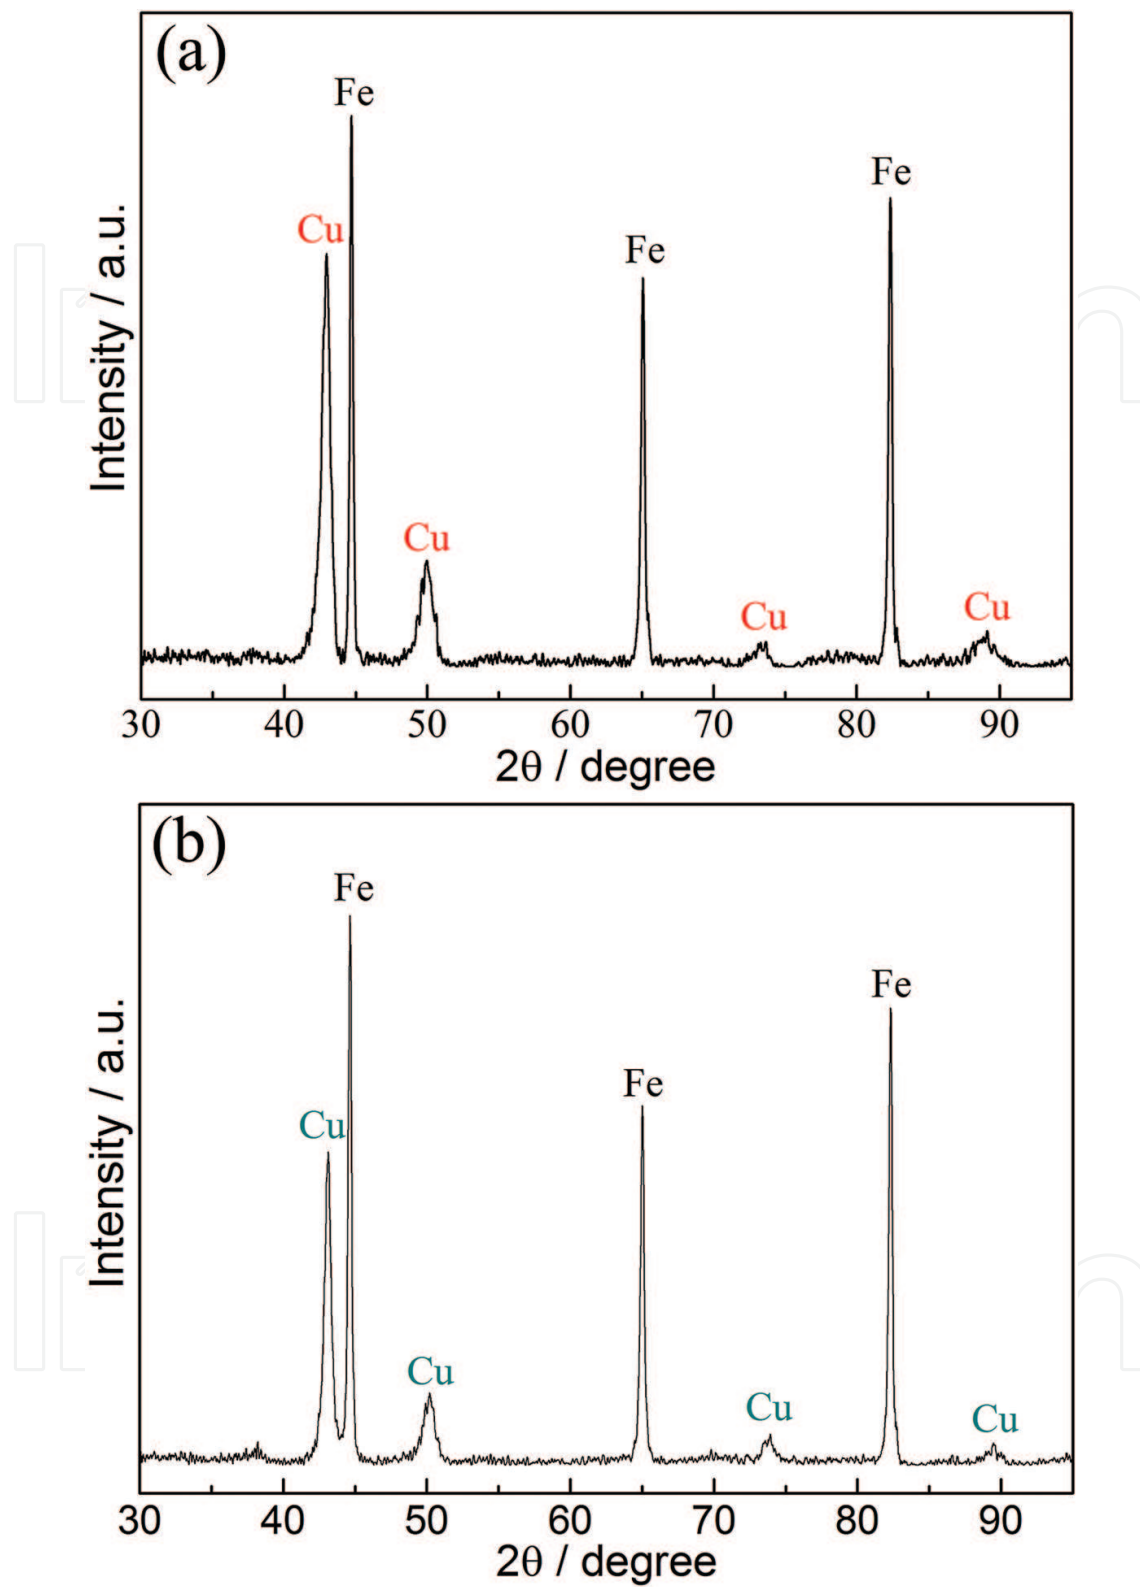 (a)
Fe
Fe
Cu
Fe
Cu
Cu
Cu
Intensity / a.u.
30 40 50 60 70 80 90
2θ / degree
(b)
Fe
Fe
Fe
Cu
Cu
Cu
Cu
Intensity / a.u.
30 40 50 60 70 80 90
2θ / degree